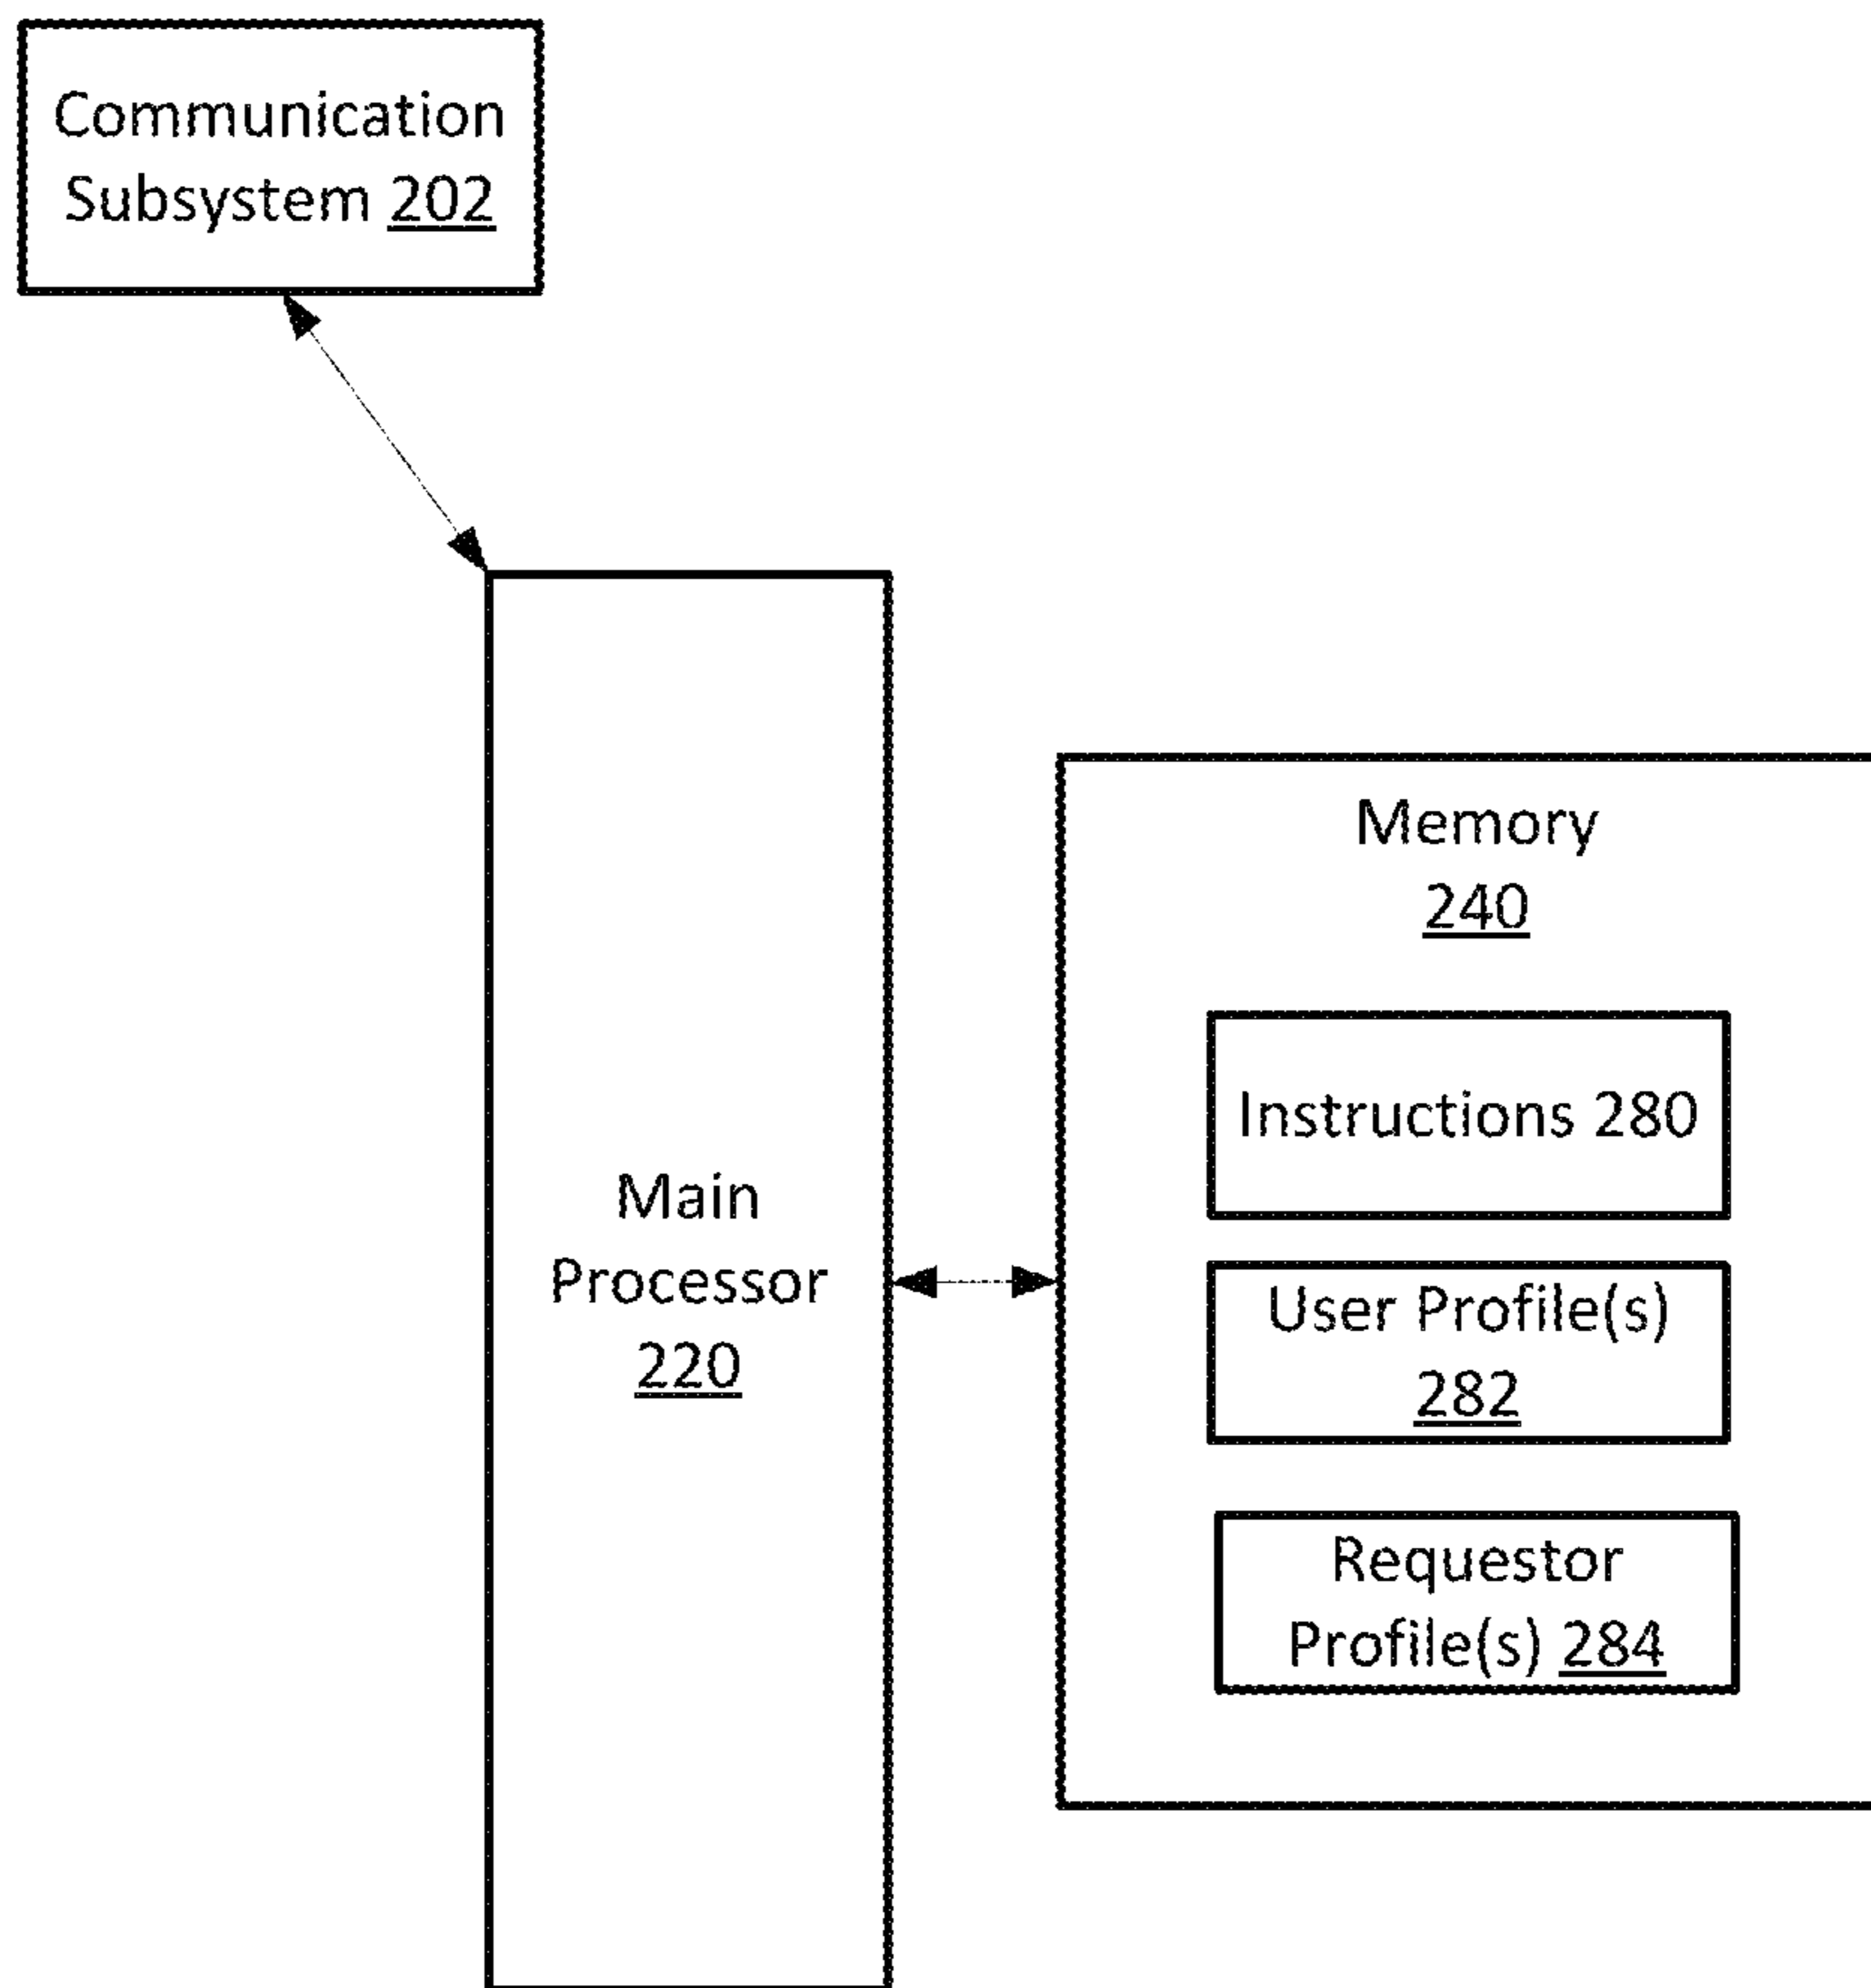 Communication
Subsystem 202
Main
Processor
220
Memory
240
Instructions 280
User Profile(s)
282
Requestor
Profile(s) 284